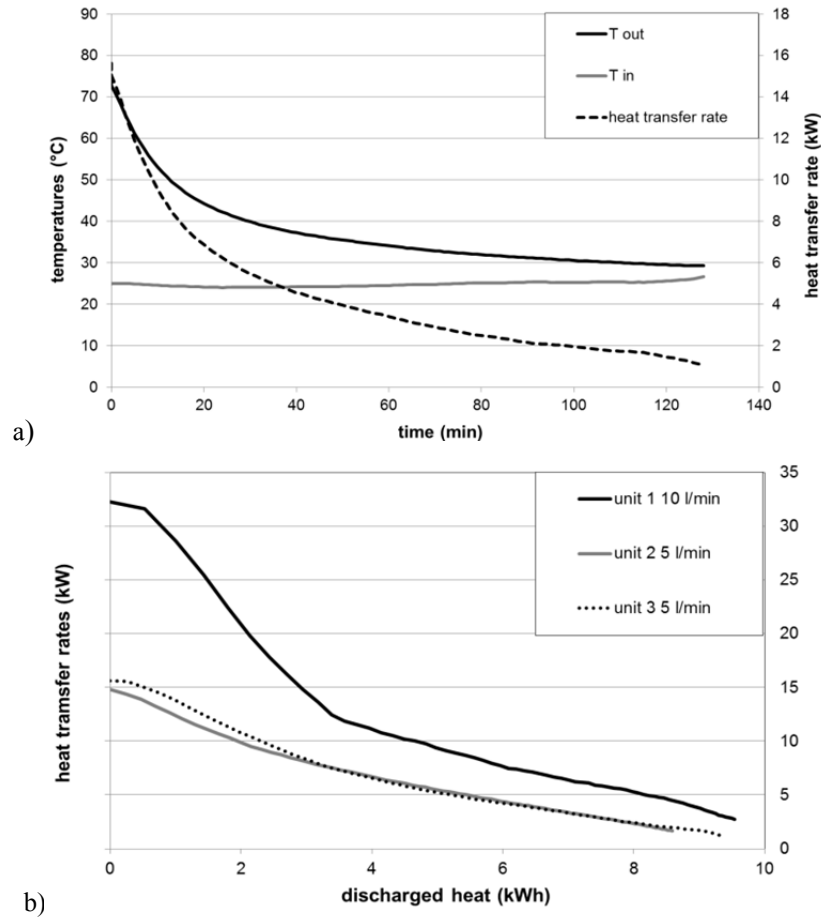 90
80
70
60
50
40
30
20
10
0
temperatures (°C)
T out
T in
heat transfer rate
18
16
14
12
10
8
6
4
2
0
heat transfer rate (kW)
0 20 40 60 80 100 120 140
time (min)
a)
heat tramsfer rates (kW)
unit 1 10 l/min
unit 2 5 l/min
unit 3 5 l/min
35
30
25
20
15
10
5
0
0 2 4 6 8 10
discharged heat (kWh)
b)